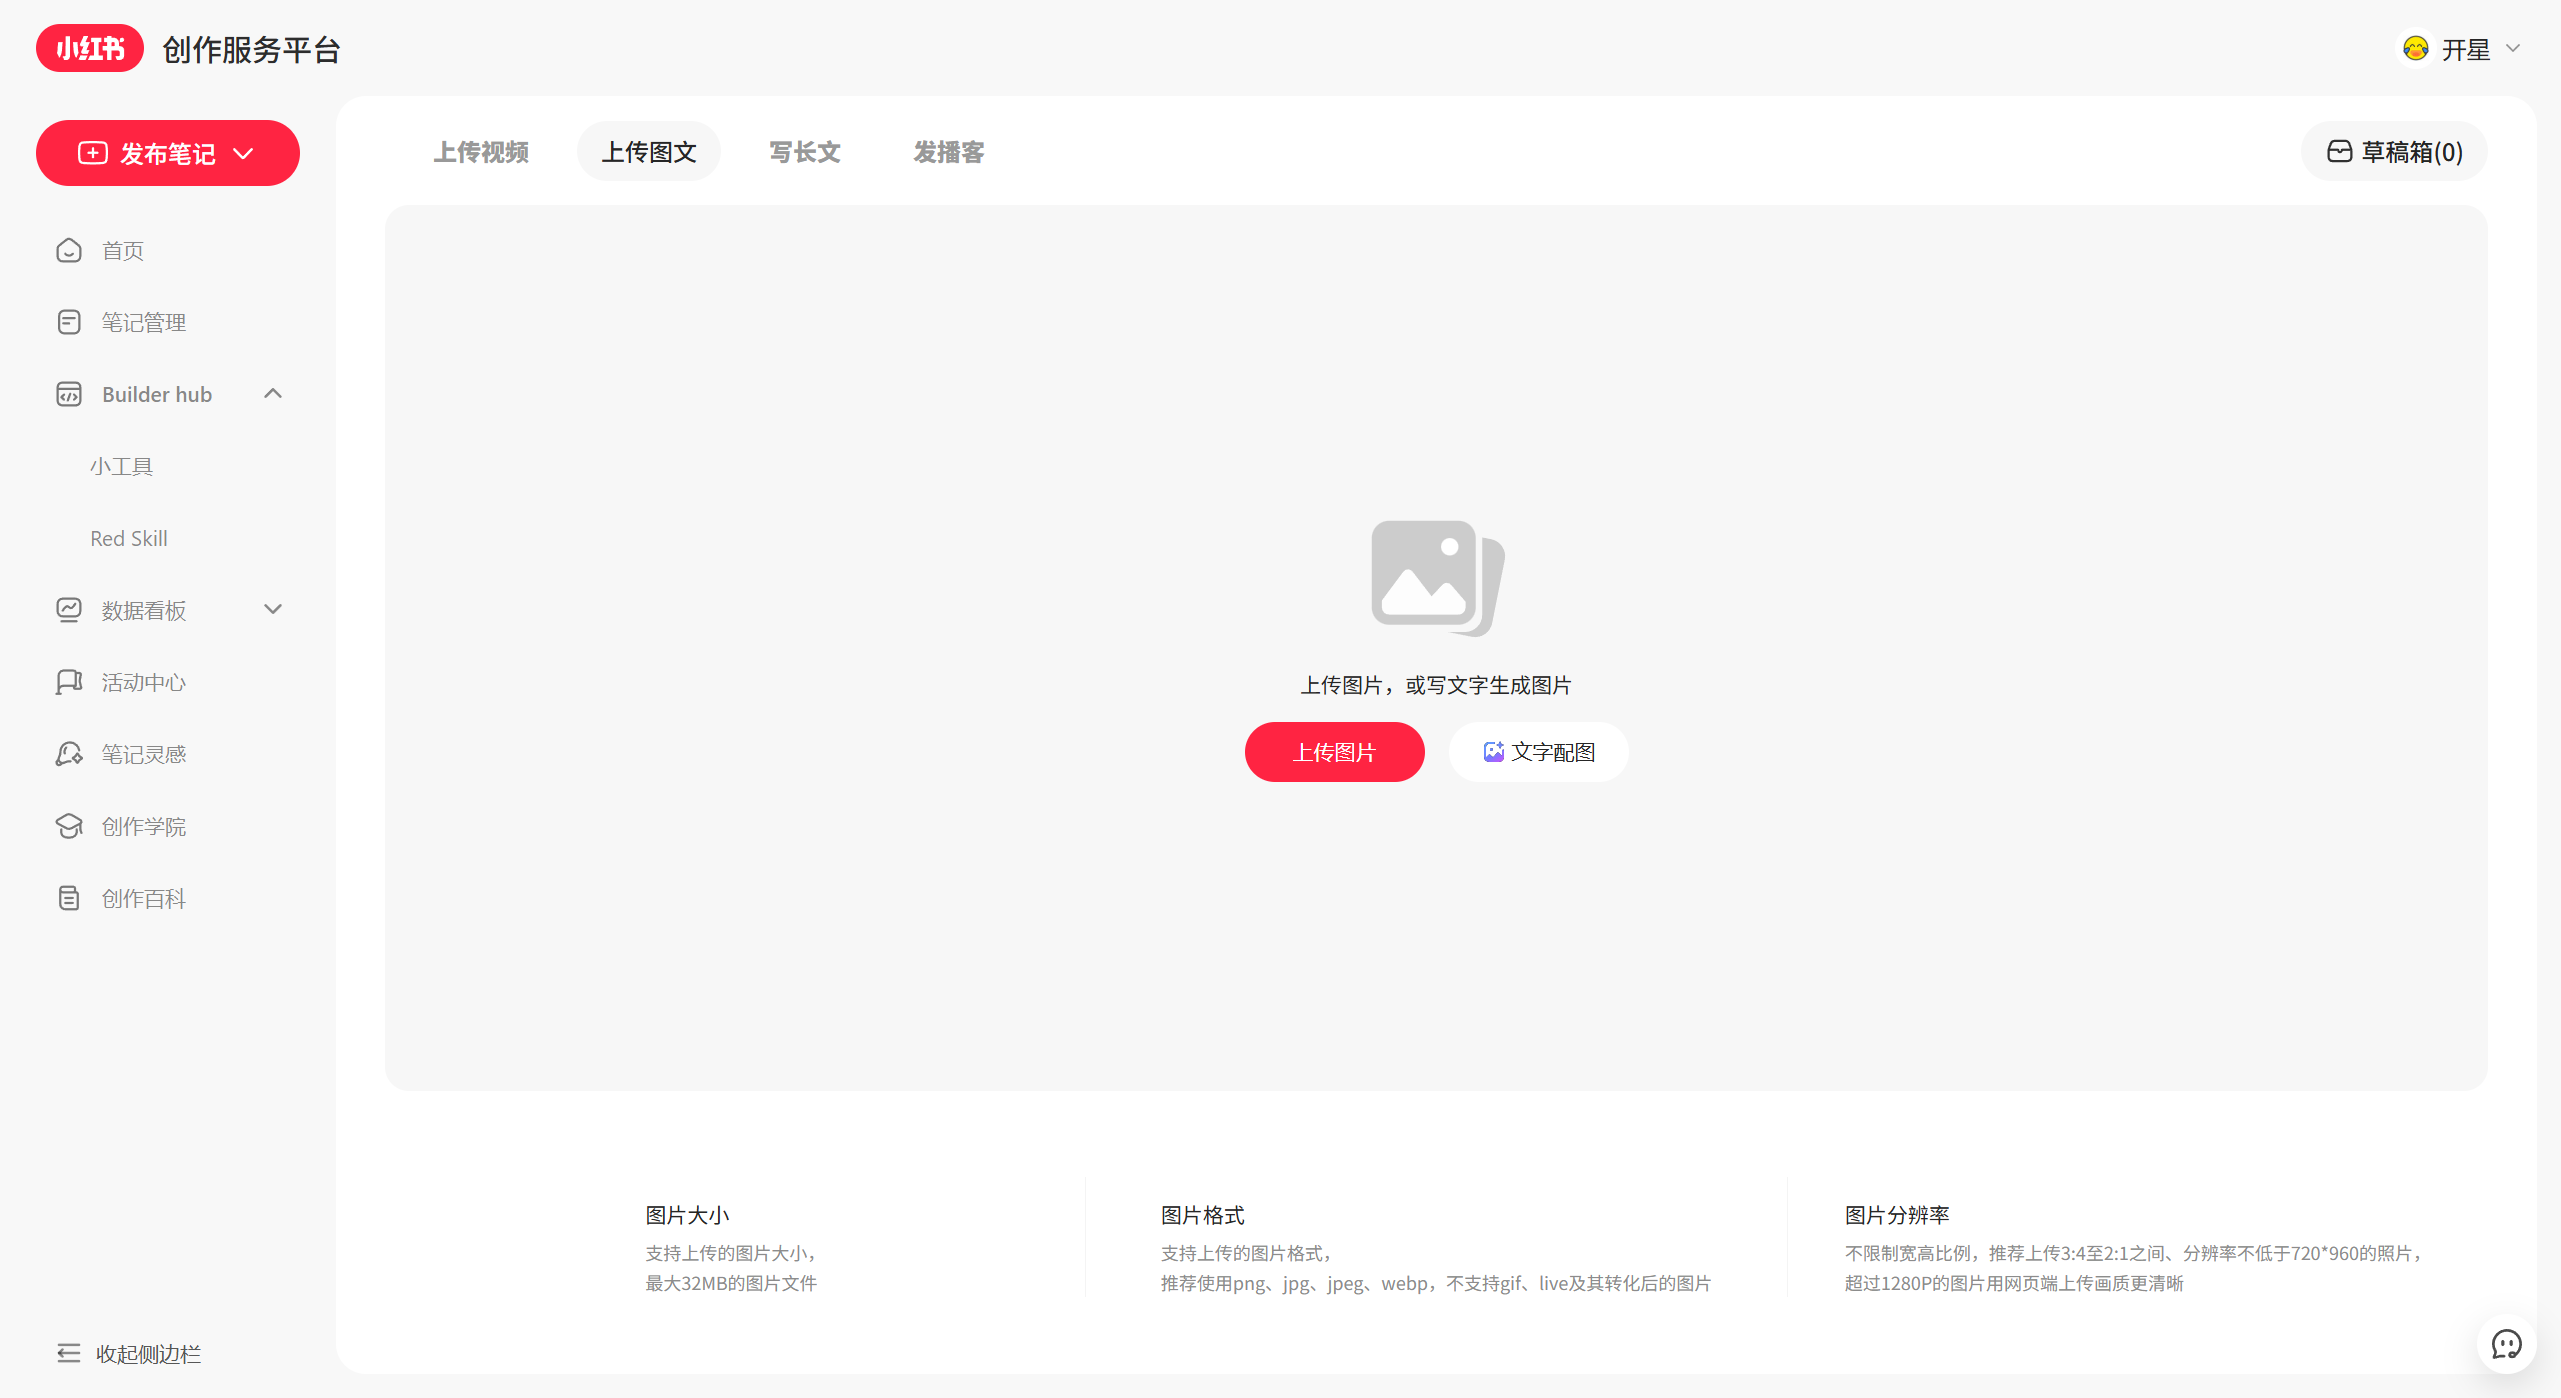 小红书 创作服务平台
开星
发布笔记
上传视频 上传图文 写长文 发播客
草稿箱(0)
首页
笔记管理
Builder hub
小工具
Red Skill
数据看板
活动中心
笔记灵感
创作学院
创作百科
收起侧边栏
上传图片，或写文字生成图片
上传图片
文字配图
图片大小
支持上传的图片大小，
最大32MB的图片文件
图片格式
支持上传的图片格式，
推荐使用png、jpg、jpeg、webp，不支持gif、live及其转化后的图片
图片分辨率
不限制宽高比例，推荐上传3:4至2:1之间、分辨率不低于720*960的照片，
超过1280P的图片用网页端上传画质更清晰